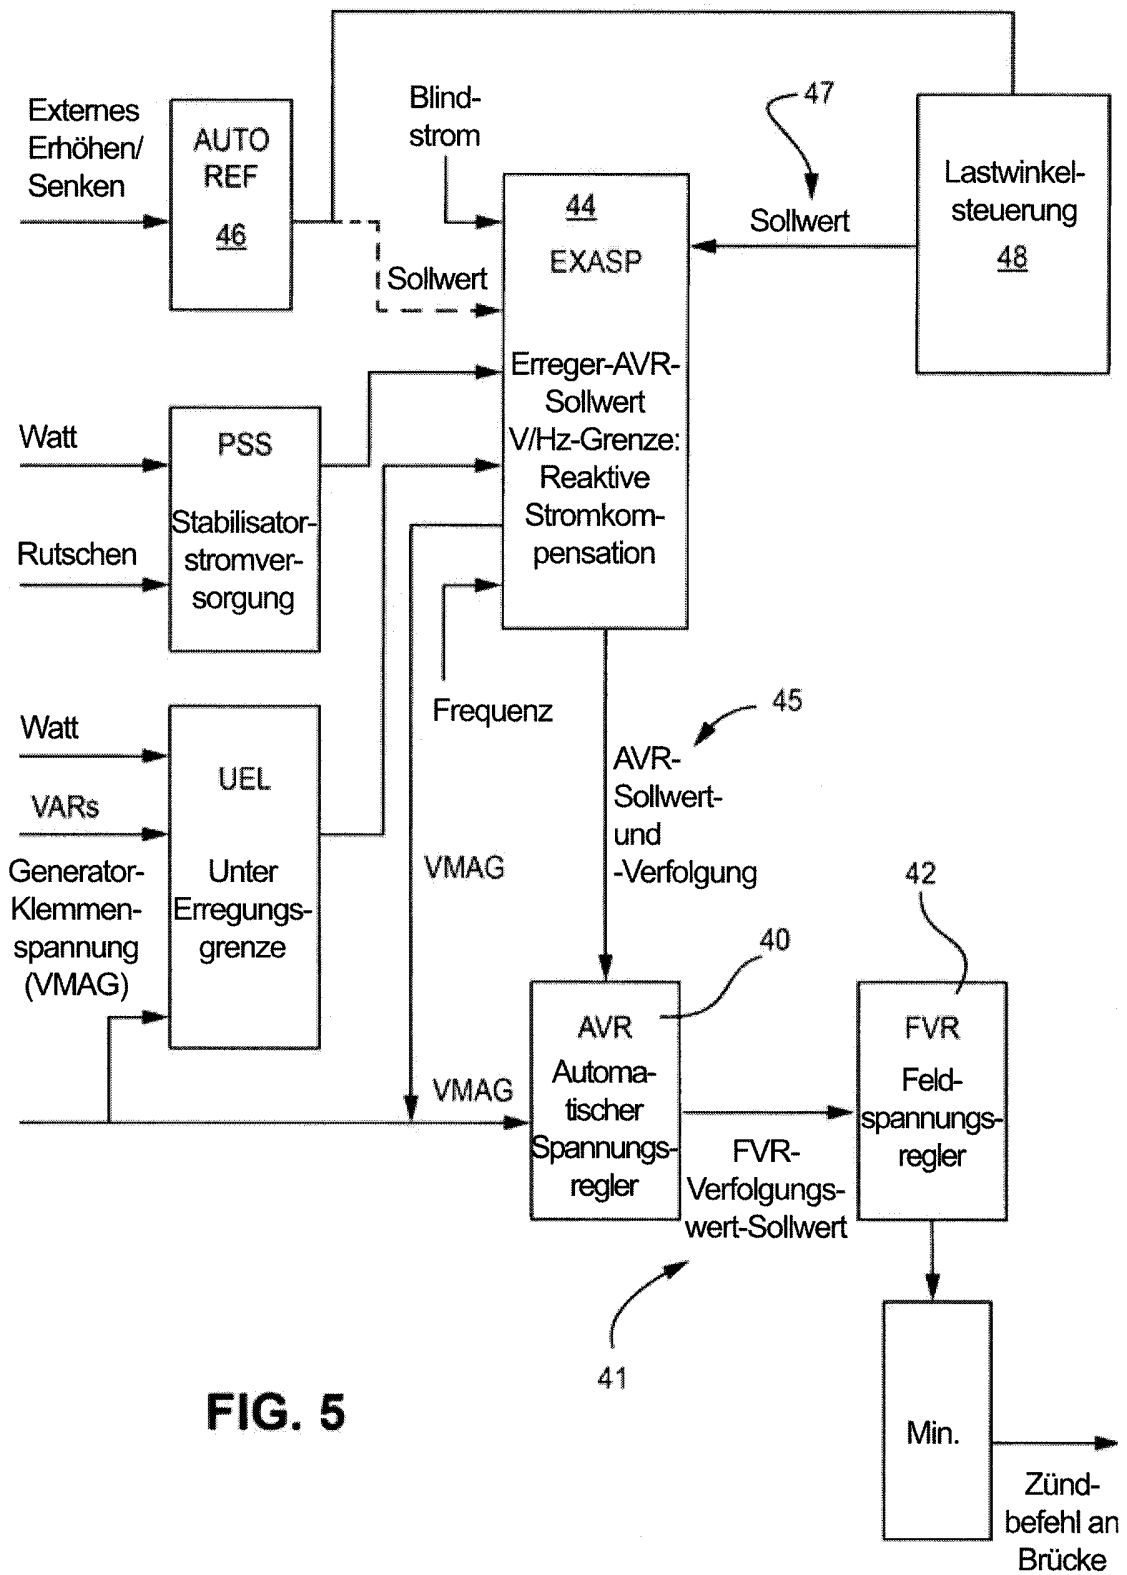 Externes
Erhöhen/
Senken
AUTO
REF
46
Blind-
strom
47
Sollwert
Lastwinkel-
steuerung
48
Sollwert
44
EXASP
Erreger-AVR-
Sollwert
V/Hz-Grenze:
Reaktive
Stromkom-
pensation
Watt
Rutschen
PSS
Stabilisator-
stromver-
sorgung
Frequenz
Watt
VARs
Generator-
Klemmen-
spannung
(VMAG)
UEL
Unter
Erregungs-
grenze
VMAG
45
AVR-
Sollwert-
und
-Verfolgung
VMAG
40
AVR
Automa-
tischer
Spannungs-
regler
42
FVR
Feld-
spannungs-
regler
FVR-
Verfolgungs-
wert-Sollwert
41
Min.
Zünd-
befehl an
Brücke
FIG. 5